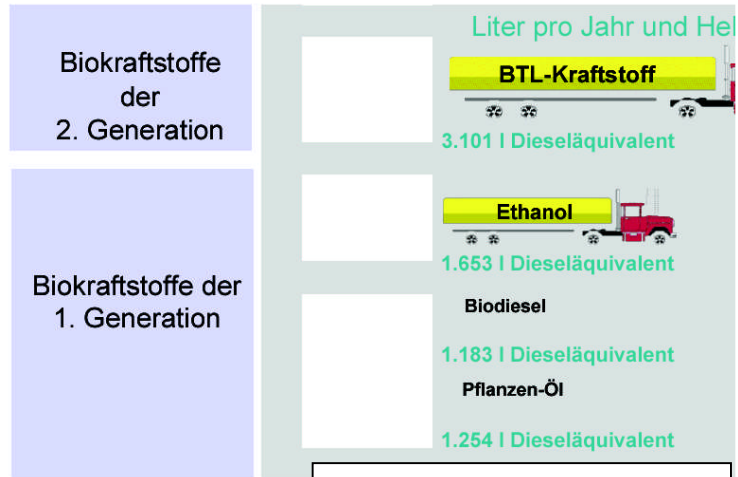 Liter pro Jahr und
Biokraftstoffe
der
2. Generation
BTL-Kraftstoff
3.101 l Dieseläquivalent
Biokraftstoffe der
1. Generation
Ethanol
1.653 l Dieseläquivalent
Biodiesel
1.183 l Dieseläquivalent
Pflanzen-Öl
1.254 l Dieseläquivalent